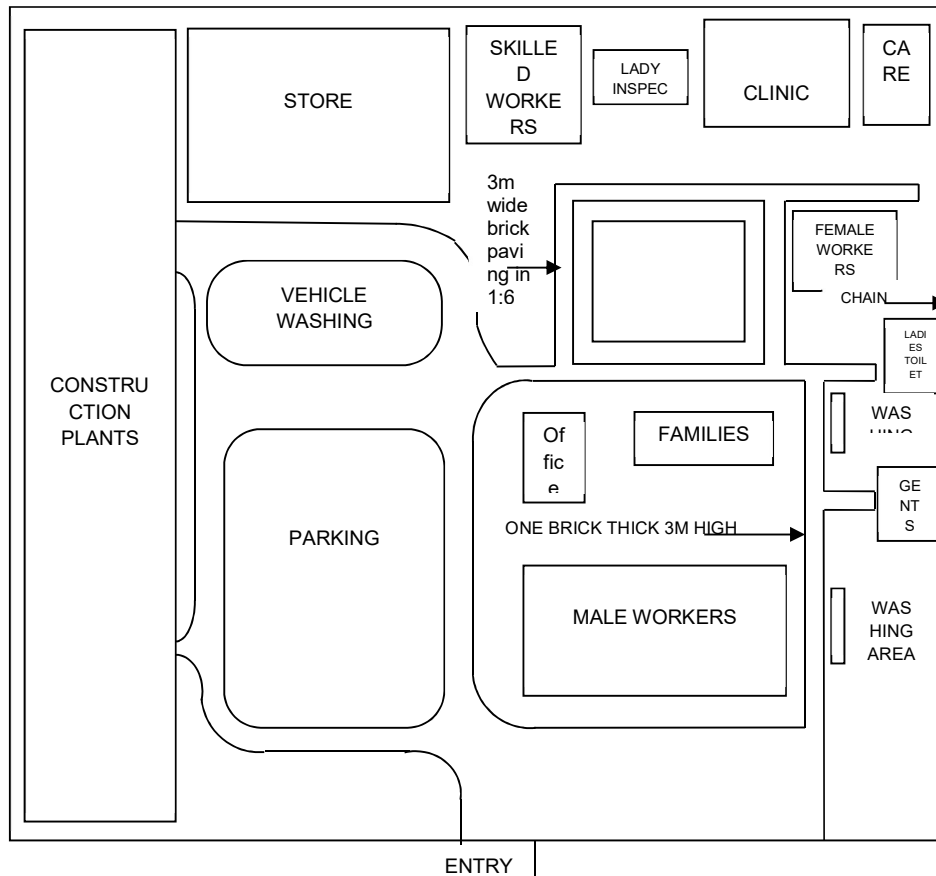 STORE
SKILLE
D
WORKE
RS
LADY
INSPEC
CLINIC
CA
RE
3m
wide
brick
pavi
ng in
1:6
FEMALE
WORKE
RS
CHAIN
VEHICLE
WASHING
LADI
ES
TOIL
ET
CONSTRU
CTION
PLANTS
Of
fic
e
FAMILIES
WAS
HING
GE
NT
S
PARKING
ONE BRICK THICK 3M HIGH
MALE WORKERS
WAS
HING
AREA
ENTRY